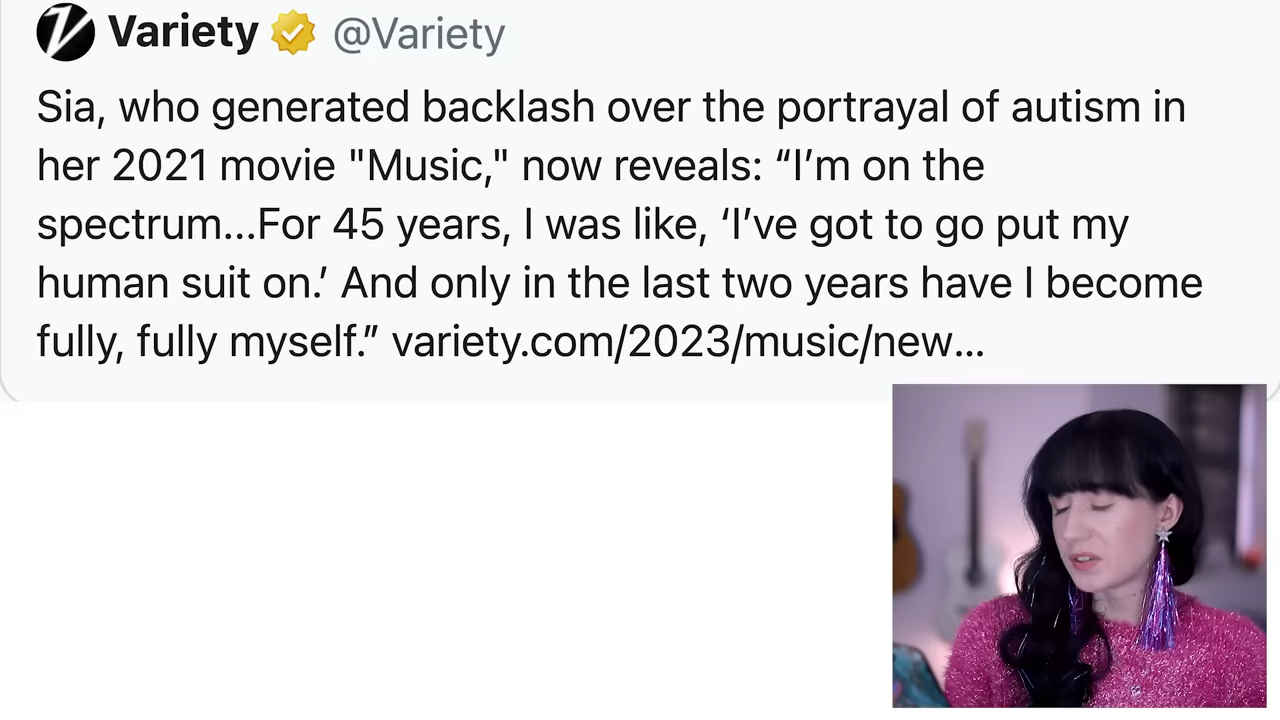 Variety @Variety
Sia, who generated backlash over the portrayal of autism in
her 2021 movie "Music," now reveals: “I’m on the
spectrum...For 45 years, I was like, ‘I’ve got to go put my
human suit on.’ And only in the last two years have I become
fully, fully myself.” variety.com/2023/music/new...